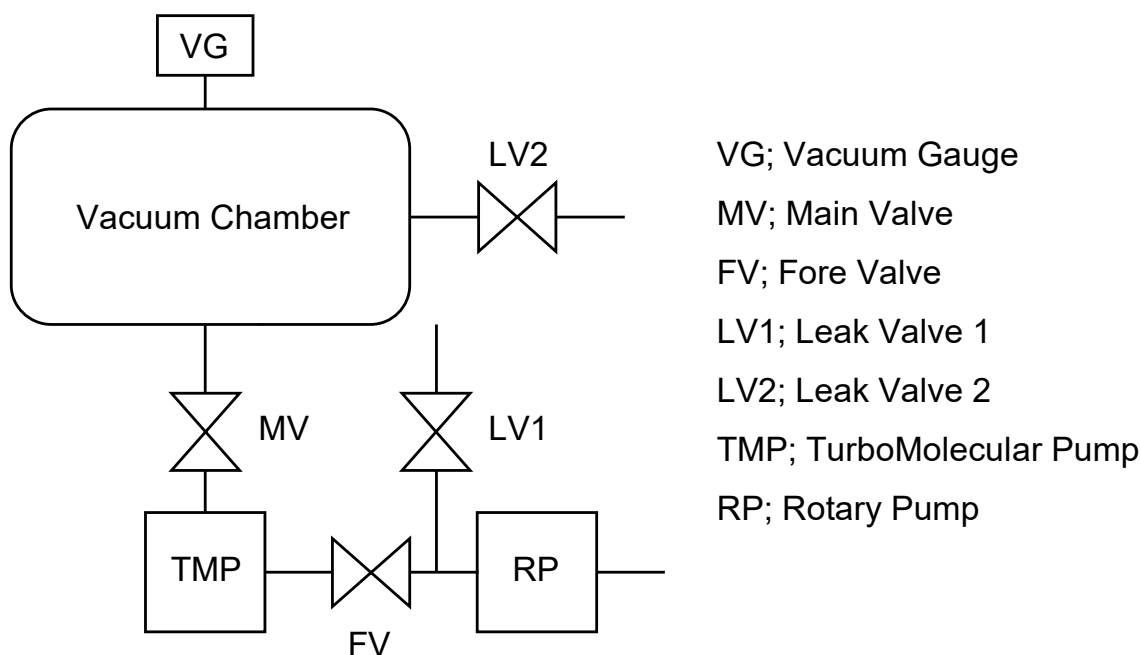 VG
Vacuum Chamber
LV2
MV
LV1
TMP
RP
FV
VG; Vacuum Gauge
MV; Main Valve
FV; Fore Valve
LV1; Leak Valve 1
LV2; Leak Valve 2
TMP; TurboMolecular Pump
RP; Rotary Pump